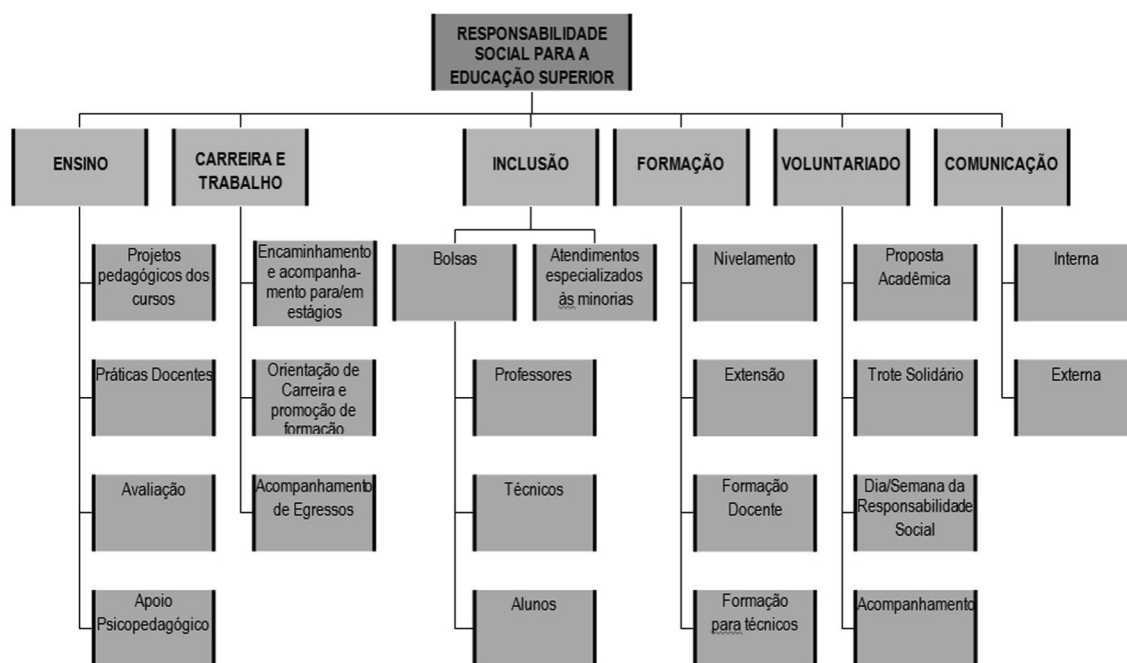 RESPONSABILIDADE
SOCIAL PARA A
EDUCAÇÃO SUPERIOR
ENSINO
CARREIRA E
TRABALHO
INCLUSÃO
FORMAÇÃO
VOLUNTARIADO
COMUNICAÇÃO
Projetos
pedagógicos dos
cursos
Encaminhamento
e acompanha-
mento para/em
estágios
Bolsas
Atendimentos
especializados
às minorias
Nivelamento
Proposta
Acadêmica
Interna
Práticas Docentes
Orientação de
Carreira e
promoção de
formação
Professores
Extensão
Trote Solidário
Externa
Avaliação
Acompanhamento
de Egressos
Técnicos
Formação
Docente
Dia/Semana da
Responsabilidade
Social
Apoio
Psicopedagógico
Alunos
Formação
para técnicos
Acompanhamento